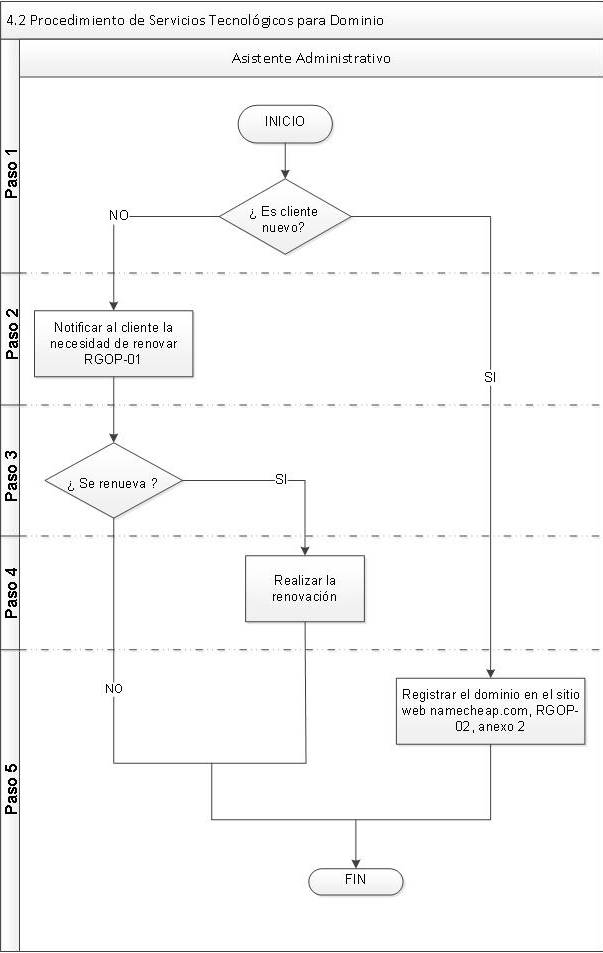 4.2 Procedimiento de Servicios Tecnológicos para Dominio
Asistente Administrativo
Paso 1
INICIO
¿ Es cliente
nuevo?
NO
Paso 2
Notificar al cliente la
necesidad de renovar
RGOP-01
SI
Paso 3
¿ Se renueva ?
SI
Paso 4
Realizar la
renovación
Paso 5
NO
Registrar el dominio en el sitio
web namecheap.com, RGOP-
02, anexo 2
FIN